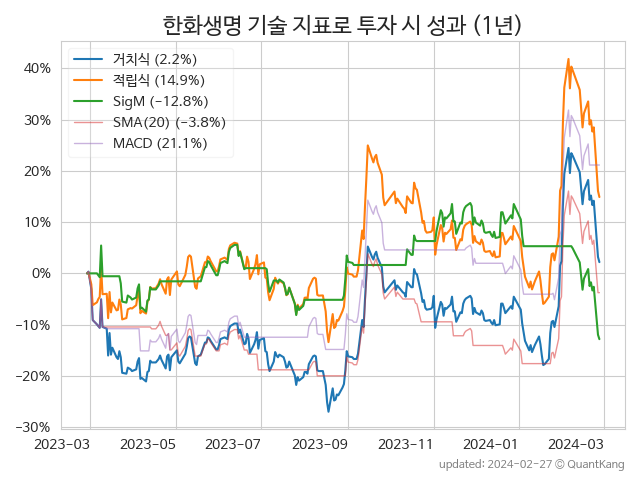 한화생명 기술 지표로 투자 시 성과 (1년)
거치식 (2.2%)
적립식 (14.9%)
SigM (−12.8%)
SMA(20) (−3.8%)
MACD (21.1%)
40%
30%
20%
10%
0%
−10%
−20%
−30%
2023-03 2023-05 2023-07 2023-09 2023-11 2024-01 2024-03
updated: 2024-02-27 © QuantKang